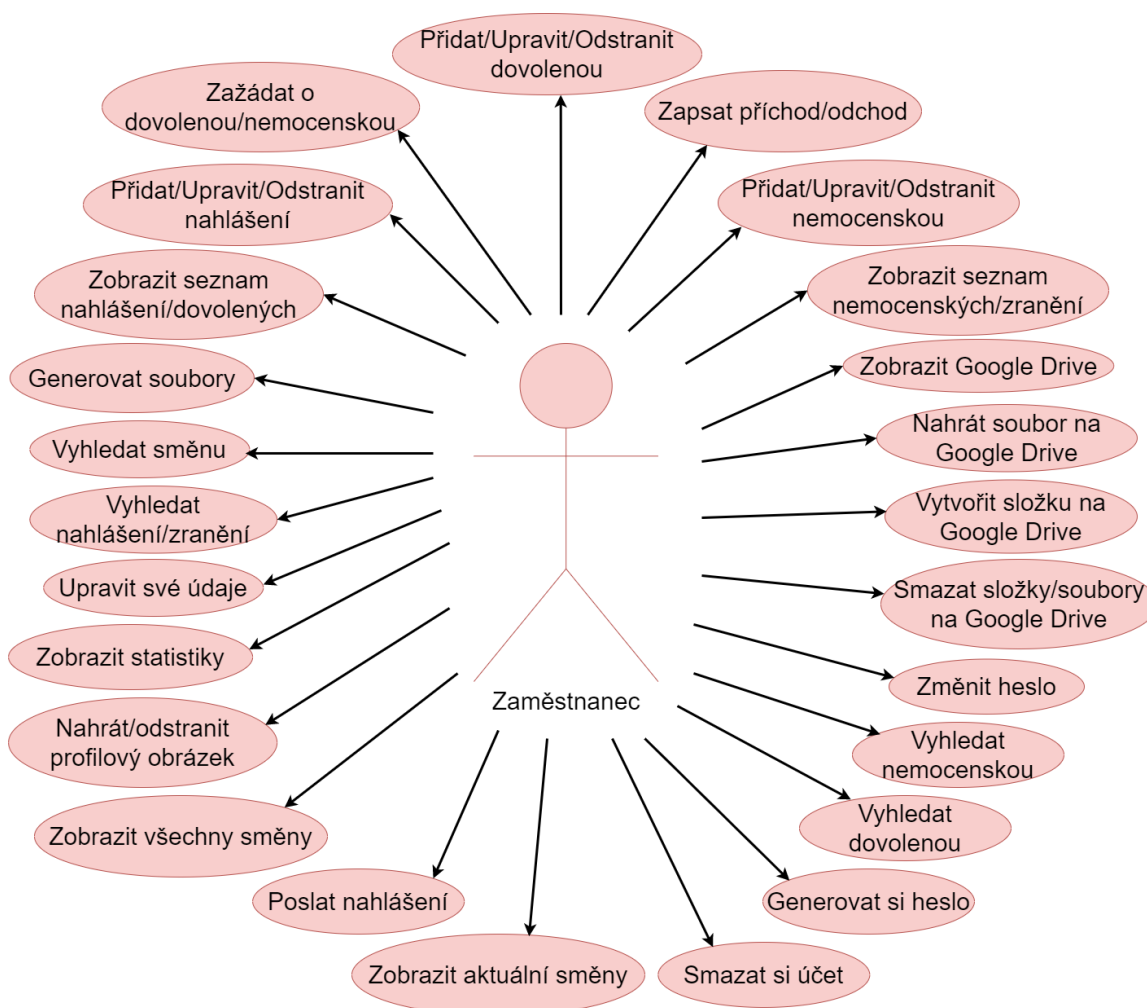 Přidat/Upravit/Odstranit
dovolenou
Zažádat o
dovolenou/nemocenskou
Zapsat příchod/odchod
Přidat/Upravit/Odstranit
nahlášení
Přidat/Upravit/Odstranit
nemocenskou
Zobrazit seznam
nahlášení/dovolených
Zobrazit seznam
nemocenských/zranění
Generovat soubory
Zobrazit Google Drive
Vyhledat směnu
Nahrát soubor na
Google Drive
Vyhledat
nahlášení/zranění
Vytvořit složku na
Google Drive
Upravit své údaje
Smazat složky/soubory
na Google Drive
Zobrazit statistiky
Změnit heslo
Zaměstnanec
Nahrát/odstranit
profilový obrázek
Vyhledat
nemocenskou
Zobrazit všechny směny
Vyhledat
dovolenou
Poslat nahlášení
Generovat si heslo
Zobrazit aktuální směny
Smazat si účet